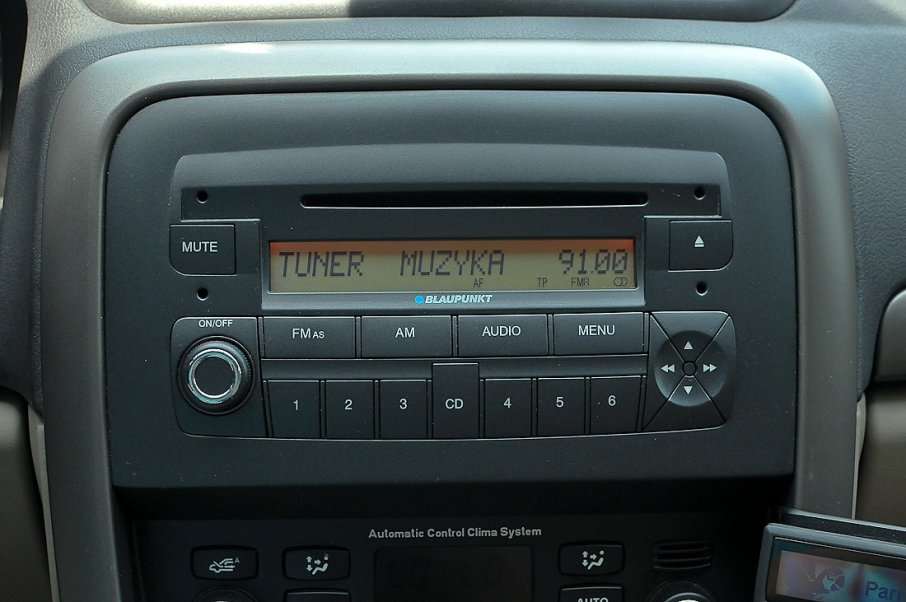 MUTE
TUNER MUZYKA 91.00
AF TP FMA
BLAUPUNKT
ON/OFF
FM AS AM AUDIO MENU
1 2 3 CD 4 5 6
Automatic Control Clima System
A
AUTO